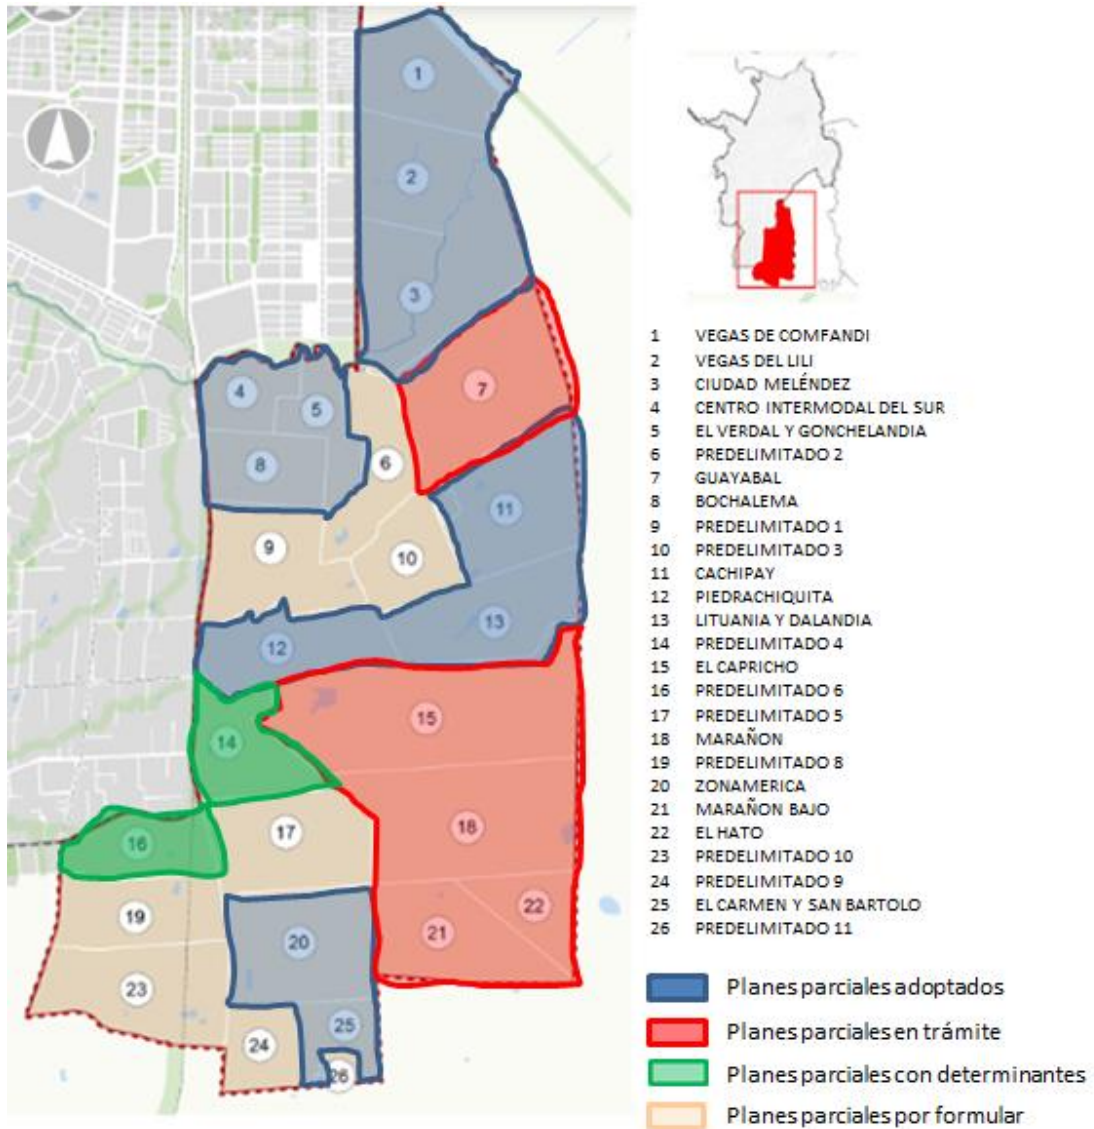 1
2
3
4
5
8
6
7
9
10
11
12
13
14
15
16
17
18
19
20
21
22
23
24
25
26
1 VEGAS DE COMFANDI
2 VEGAS DEL LILI
3 CIUDAD MELÉNDEZ
4 CENTRO INTERMODAL DEL SUR
5 EL VERDAL Y GONCHELANDIA
6 PREDELIMITADO 2
7 GUAYABAL
8 BOCHALEMA
9 PREDELIMITADO 1
10 PREDELIMITADO 3
11 CACHIPAY
12 PIEDRACHIQUITA
13 LITUANIA Y DALANDIA
14 PREDELIMITADO 4
15 EL CAPRICHO
16 PREDELIMITADO 6
17 PREDELIMITADO 5
18 MARAÑON
19 PREDELIMITADO 8
20 ZONAMERICA
21 MARAÑON BAJO
22 EL HATO
23 PREDELIMITADO 10
24 PREDELIMITADO 9
25 EL CARMEN Y SAN BARTOLO
26 PREDELIMITADO 11
Planes parciales adoptados
Planes parciales en trámite
Planes parciales con determinantes
Planes parciales por formular